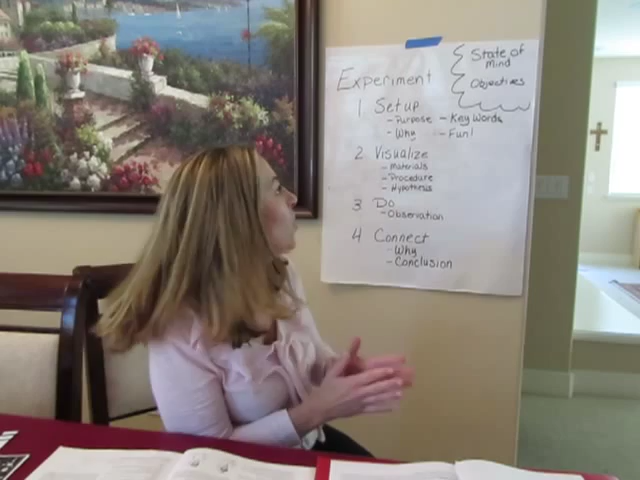 State of
Mind
Objectives
Experiment
1 Setup
- Purpose - Key Words
- Why - Fun!
2 Visualize
- Materials
- Procedure
- Hypothesis
3 Do
- Observation
4 Connect
- Why
- Conclusion